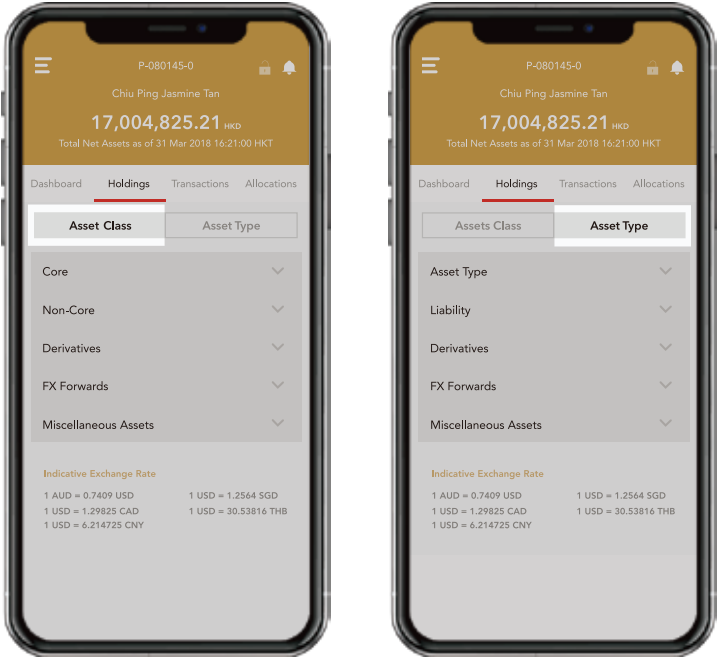 P-080145-0
Chiu Ping Jasmine Tan
17,004,825.21 HKD
Total Net Assets as of 31 Mar 2018 16:21:00 HKT
Dashboard Holdings Transactions Allocations
Asset Class Asset Type
Core
Non-Core
Derivatives
FX Forwards
Miscellaneous Assets
Indicative Exchange Rate
1 AUD = 0.7409 USD 1 USD = 1.2564 SGD
1 USD = 1.29825 CAD 1 USD = 30.53816 THB
1 USD = 6.214725 CNY
P-080145-0
Chiu Ping Jasmine Tan
17,004,825.21 HKD
Total Net Assets as of 31 Mar 2018 16:21:00 HKT
Dashboard Holdings Transactions Allocations
Assets Class Asset Type
Asset Type
Liability
Derivatives
FX Forwards
Miscellaneous Assets
Indicative Exchange Rate
1 AUD = 0.7409 USD 1 USD = 1.2564 SGD
1 USD = 1.29825 CAD 1 USD = 30.53816 THB
1 USD = 6.214725 CNY